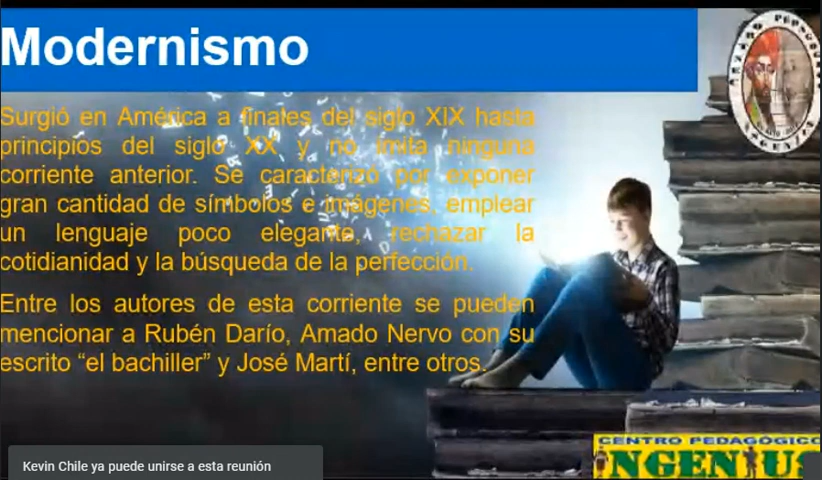 Modernismo
Surgió en América a finales del siglo XIX hasta
principios del siglo XX y no imita ninguna
corriente anterior. Se caracterizó por exponer
gran cantidad de símbolos e imágenes, emplear
un lenguaje poco elegante, rechazar la
cotidianidad y la búsqueda de la perfección.
Entre los autores de esta corriente se pueden
mencionar a Rubén Darío, Amado Nervo con su
escrito “el bachiller” y José Martí, entre otros.
CENTRO PEDAGÓGICO
Kevin Chile ya puede unirse a esta reunión